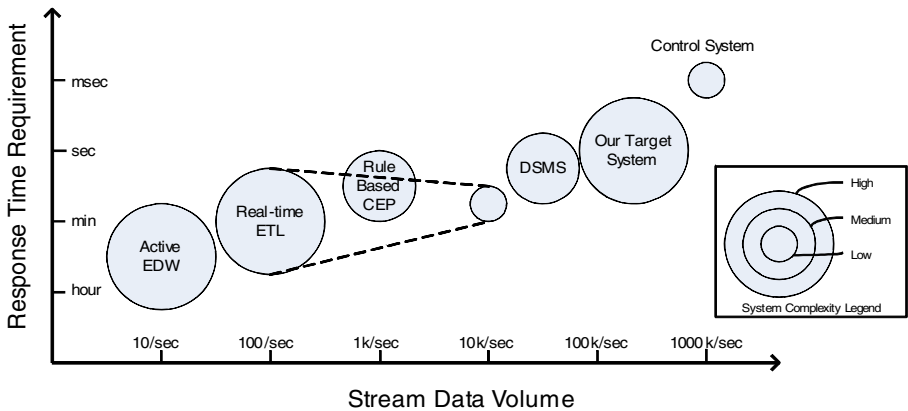 Response Time Requirement
msec
sec
min
hour
Control System
Our Target
System
DSMS
Rule
Based
CEP
Real-time
ETL
Active
EDW
High
Medium
Low
System Complexity Legend
10/sec
100/sec
1k/sec
10k/sec
100k/sec
1000k/sec
Stream Data Volume